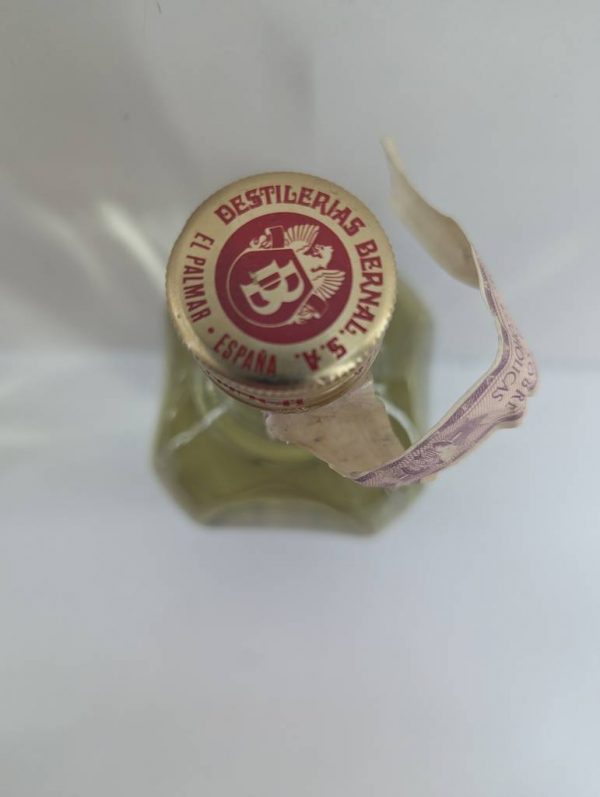 DESTILERIAS BERNAL, S.A.
EL PALMAR • ESPAÑA
B